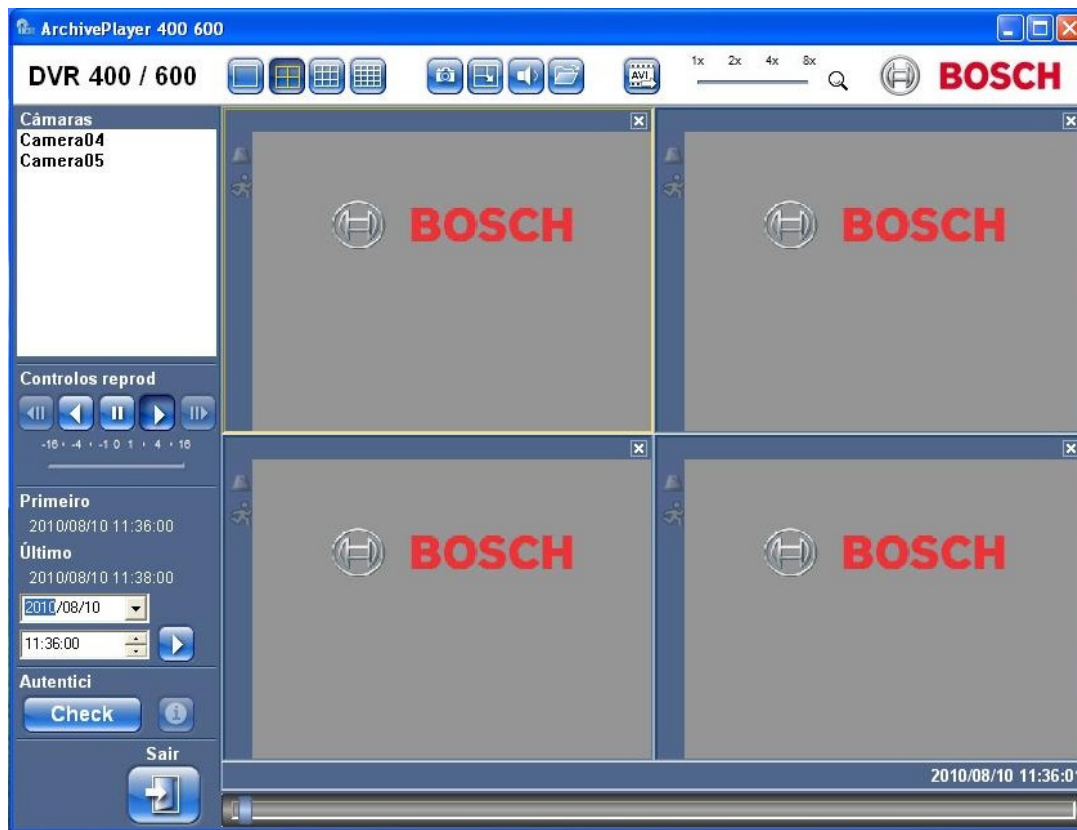 ArchivePlayer 400 600
DVR 400 / 600
AVI
1x 2x 4x 8x
BOSCH
Câmaras
Camera04
Camera05
BOSCH
BOSCH
Controlos reprod
-16 · -4 · -1 0 1 · 4 · 16
Primeiro
2010/08/10 11:36:00
Último
2010/08/10 11:38:00
2010/08/10
11:36:00
BOSCH
BOSCH
Autentici
Check
Sair
2010/08/10 11:36:01